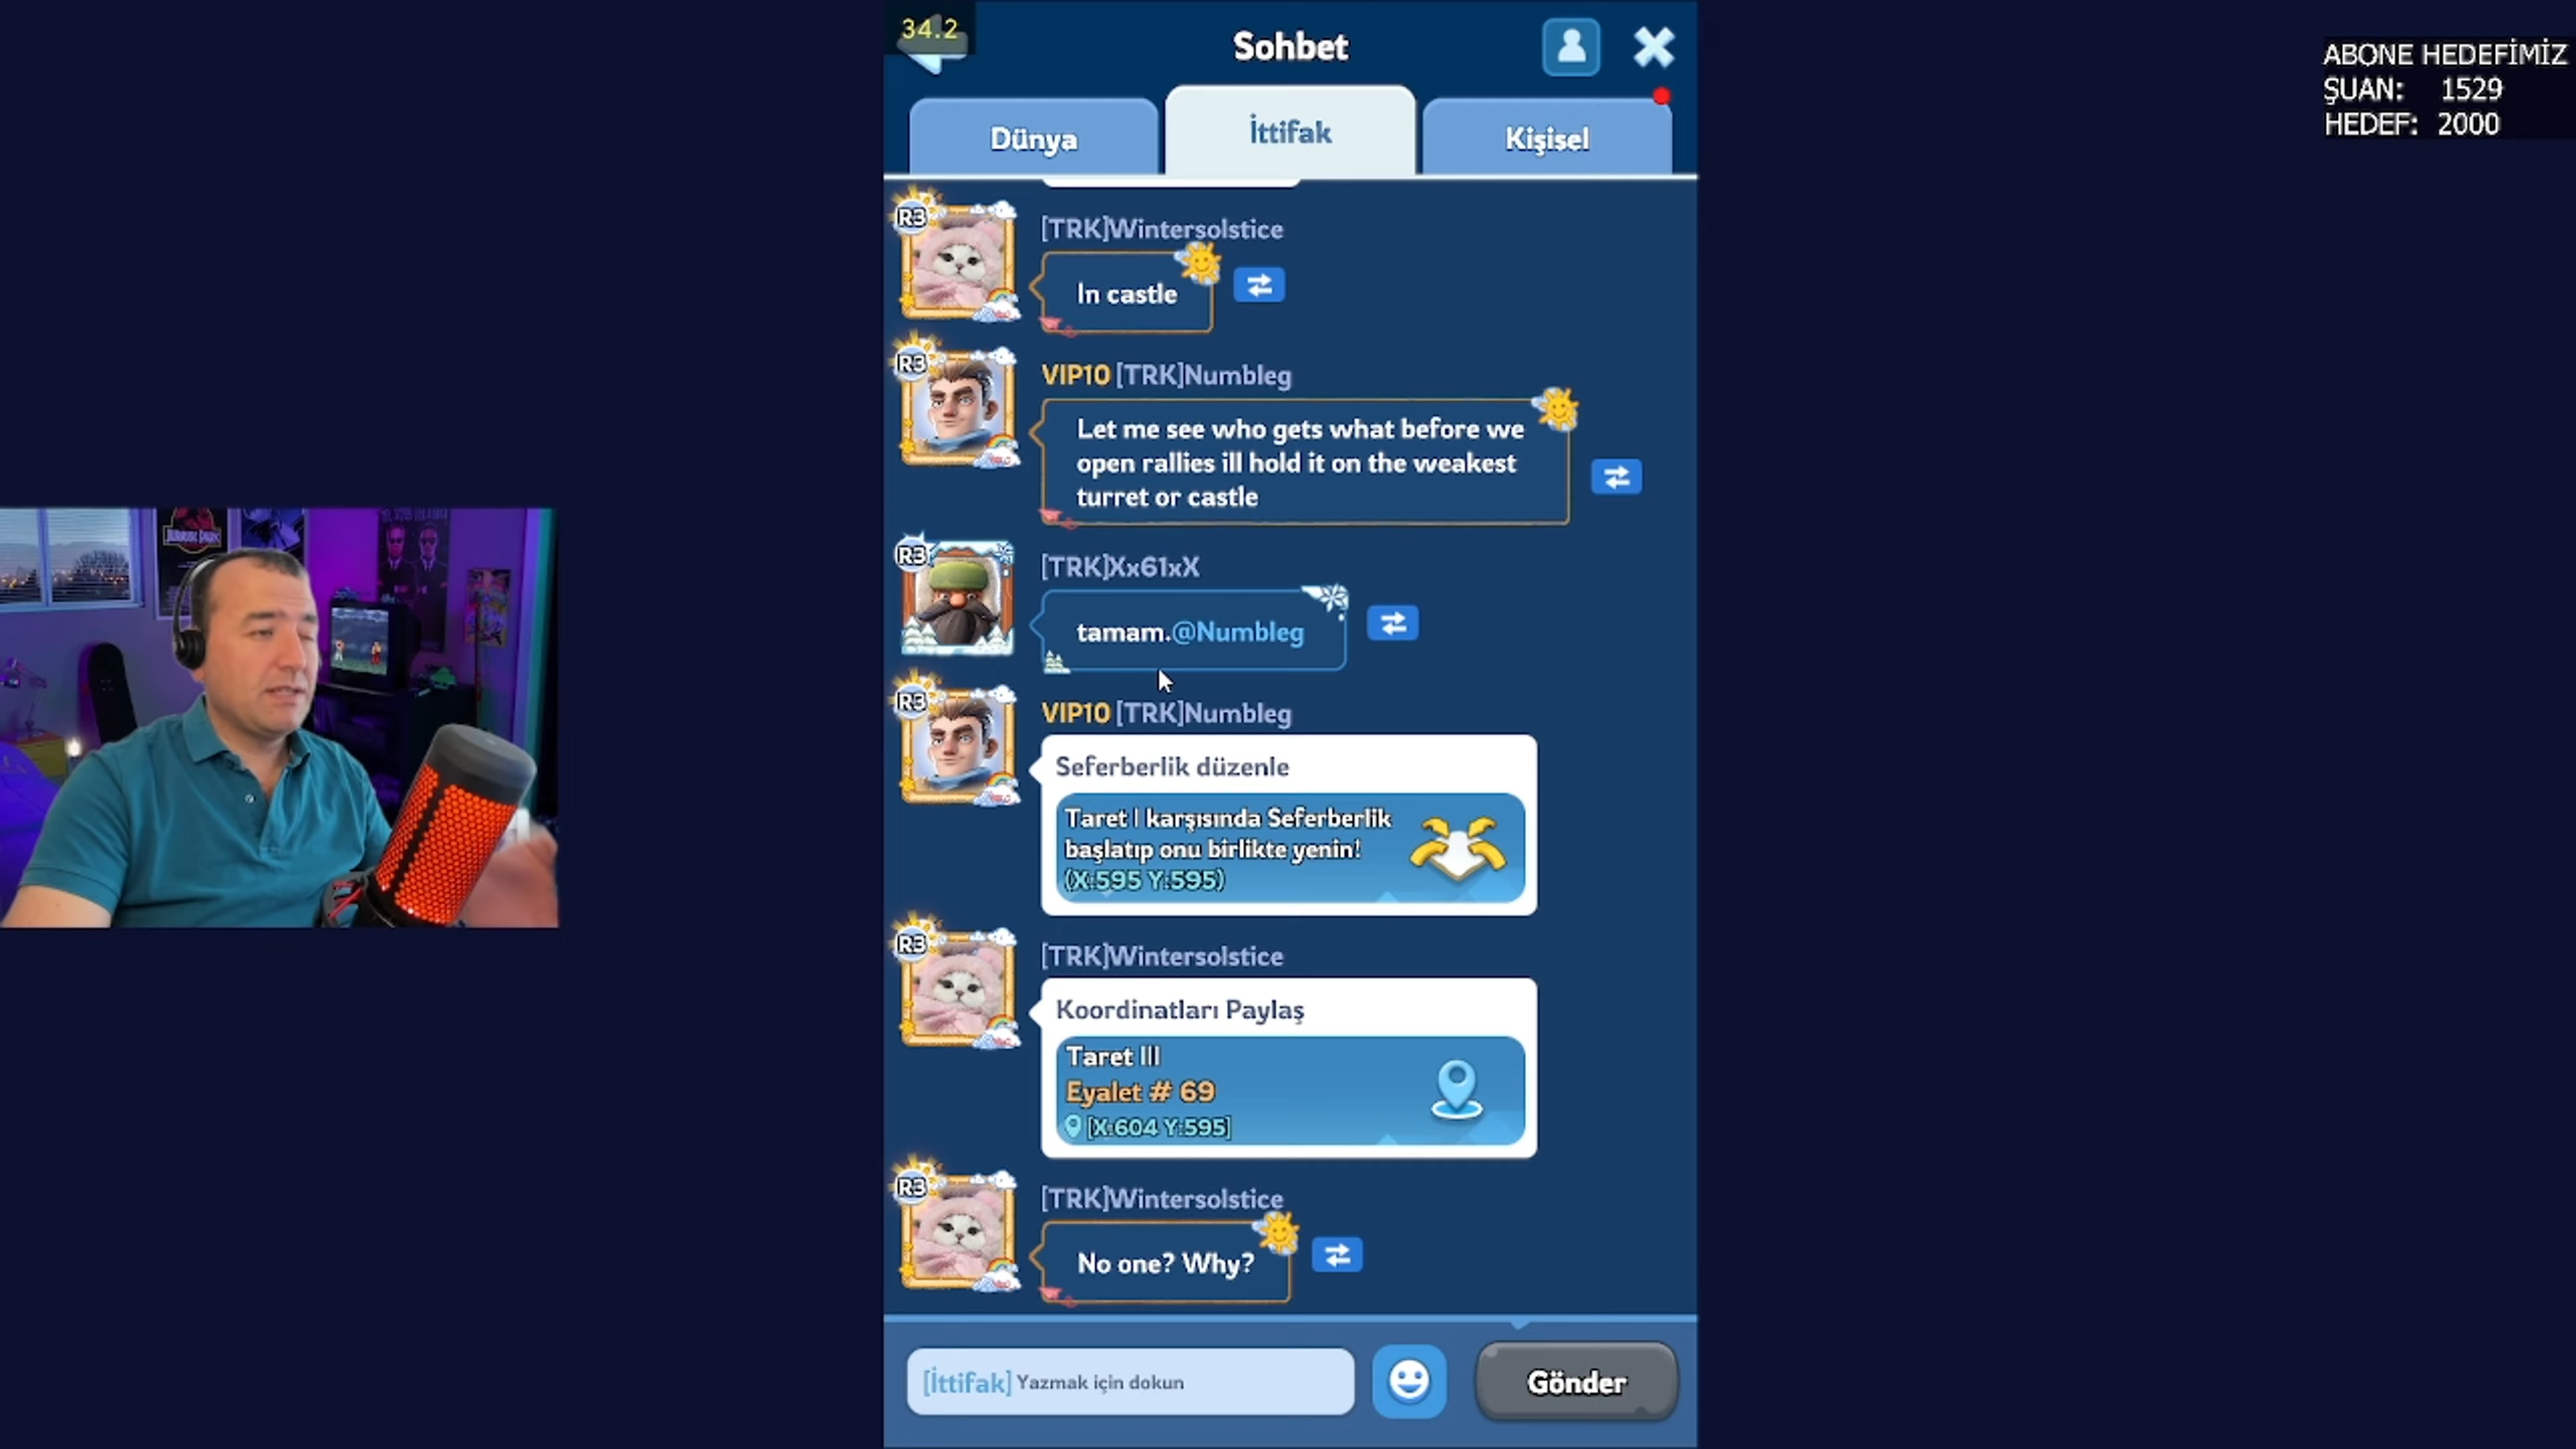 34.2
Sohbet
ABONE HEDEFİMİZ
ŞUAN: 1529
HEDEF: 2000
Dünya
İttifak
Kişisel
R3
[TRK]Wintersolstice
In castle
R3
VIP10 [TRK]Numbleg
Let me see who gets what before we
open rallies ill hold it on the weakest
turret or castle
R3
[TRK]Xx61xX
tamam.@Numbleg
R3
VIP10 [TRK]Numbleg
Seferberlik düzenle
Taret I karşısında Seferberlik
başlatıp onu birlikte yenin!
(X:595 Y:595)
R3
[TRK]Wintersolstice
Koordinatları Paylaş
Taret III
Eyalet # 69
[X:604 Y:595]
R3
[TRK]Wintersolstice
No one? Why?
[İttifak] Yazmak için dokun
Gönder
JURASSIC PARK